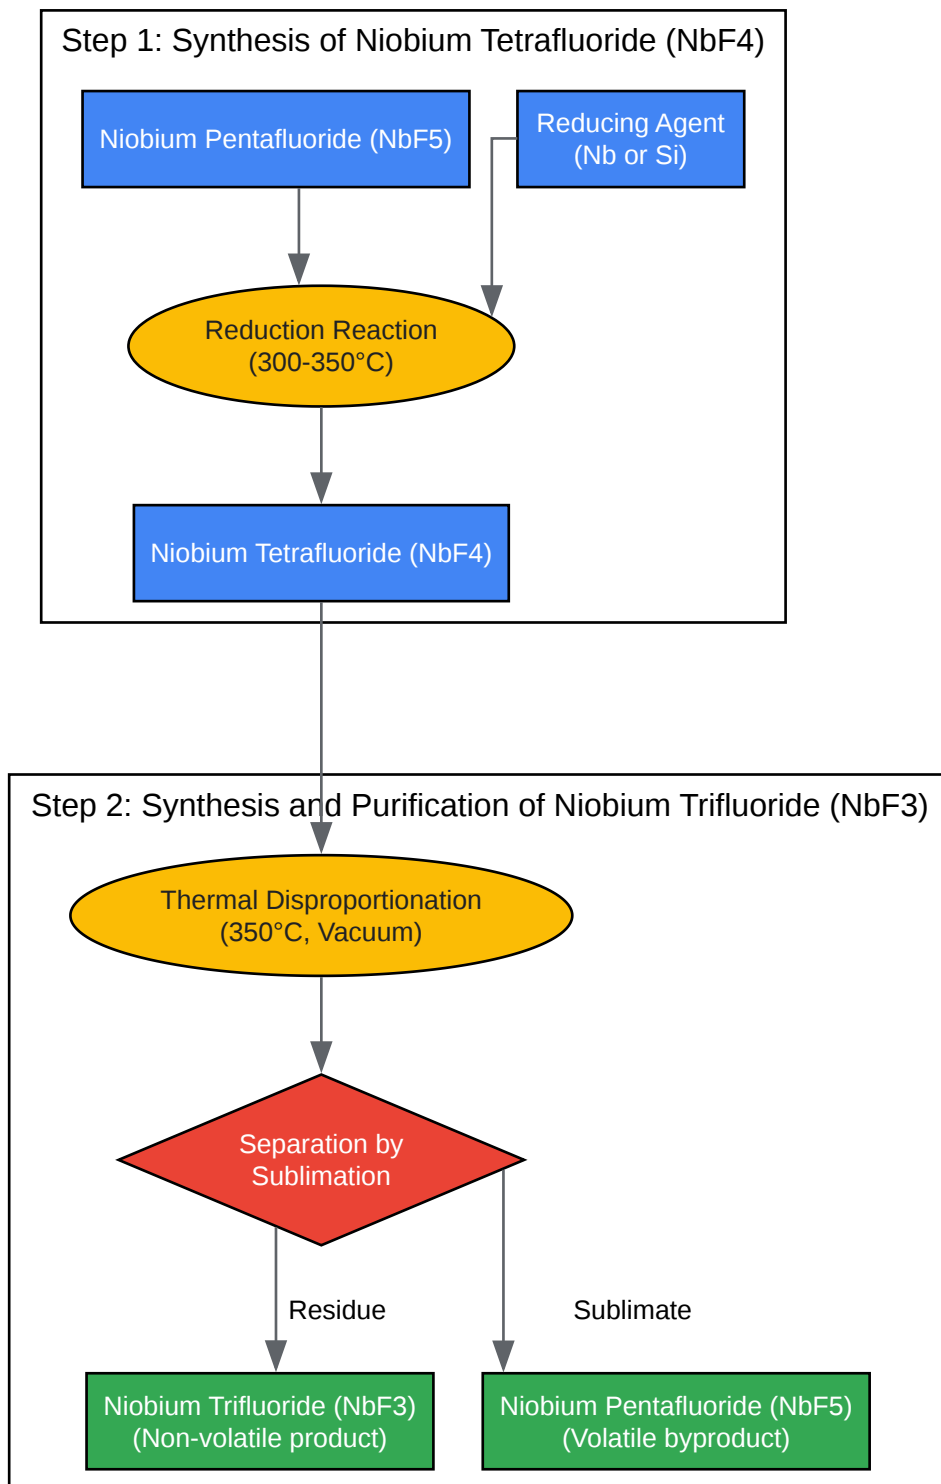 Step 1: Synthesis of Niobium Tetrafluoride (NbF4)
Niobium Pentafluoride (NbF5)
Reducing Agent
(Nb or Si)
Reduction Reaction
(300-350°C)
Niobium Tetrafluoride (NbF4)
Step 2: Synthesis and Purification of Niobium Trifluoride (NbF3)
Thermal Disproportionation
(350°C, Vacuum)
Separation by
Sublimation
Residue
Sublimate
Niobium Trifluoride (NbF3)
(Non-volatile product)
Niobium Pentafluoride (NbF5)
(Volatile byproduct)